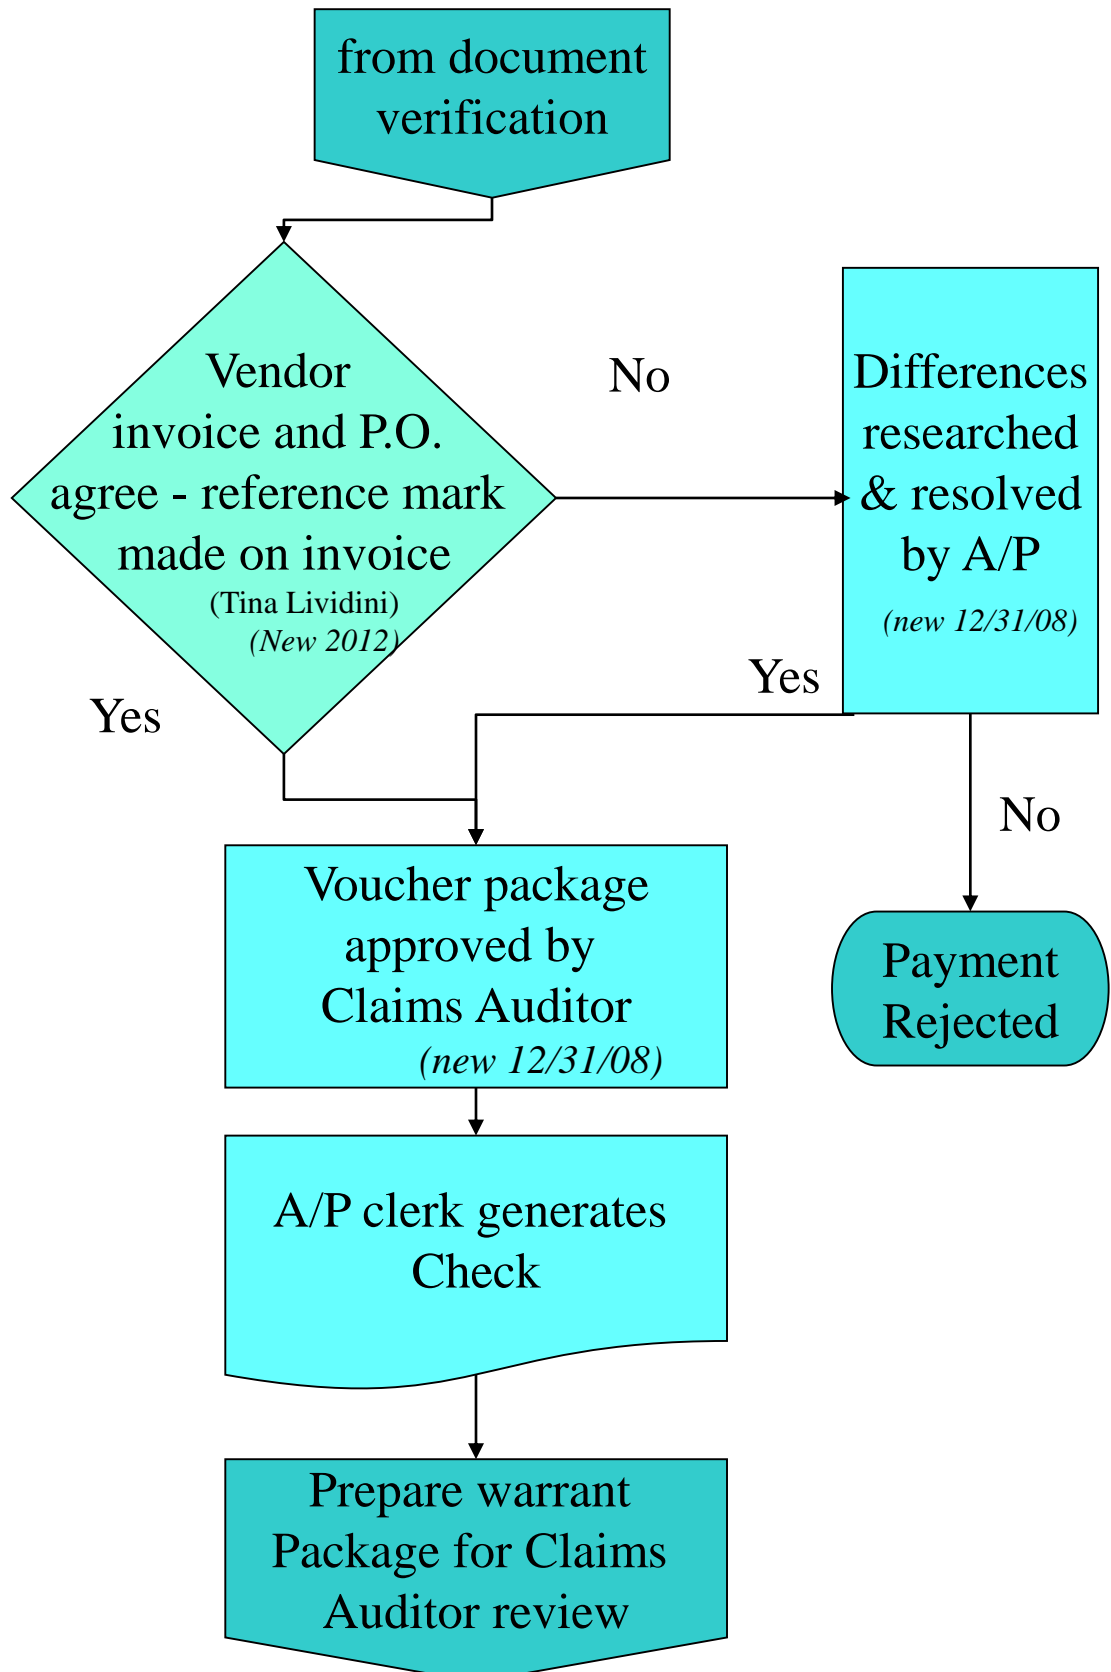 from document
verification
Vendor
invoice and P.O.
agree - reference mark
made on invoice
(Tina Lividini)
(New 2012)
No
Differences
researched
& resolved
by A/P
(new 12/31/08)
Yes
Yes
No
Voucher package
approved by
Claims Auditor
(new 12/31/08)
Payment
Rejected
A/P clerk generates
Check
Prepare warrant
Package for Claims
Auditor review